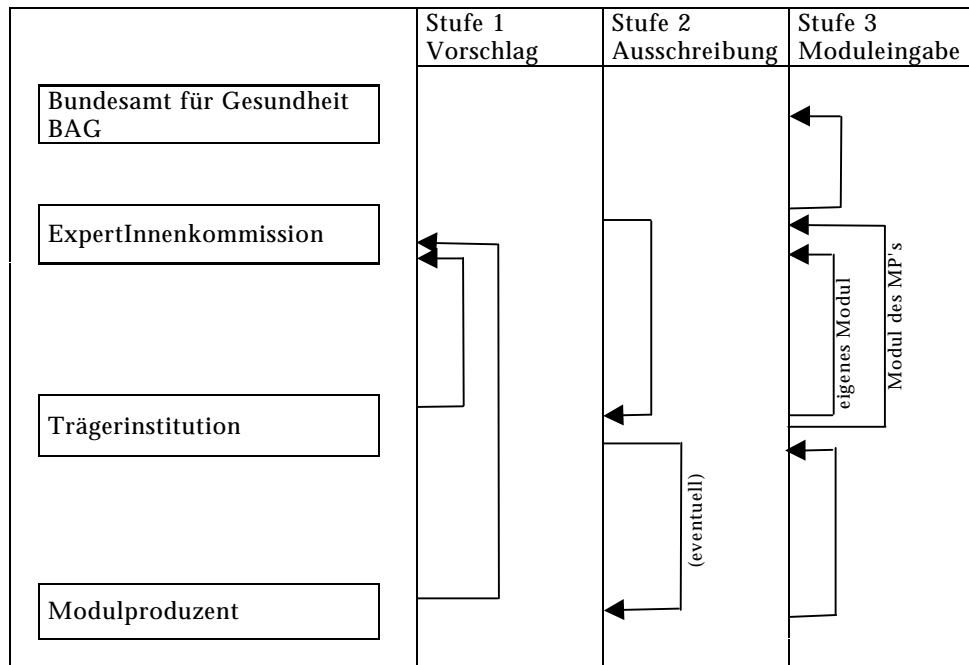 Stufe 1
Vorschlag
Stufe 2
Ausschreibung
Stufe 3
Moduleingabe
Bundesamt für Gesundheit
BAG
ExpertInnenkommission
Trägerinstitution
Modulproduzent
(eventuell)
eigenes Modul
Modul des MP's